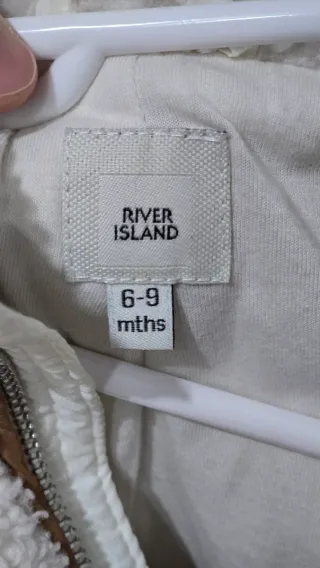 RIVER
ISLAND
6-9
mths